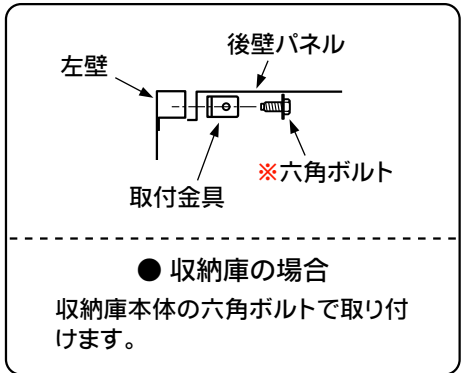 後壁パネル
左壁
※六角ボルト
取付金具
● 収納庫の場合
収納庫本体の六角ボルトで取り付
けます。